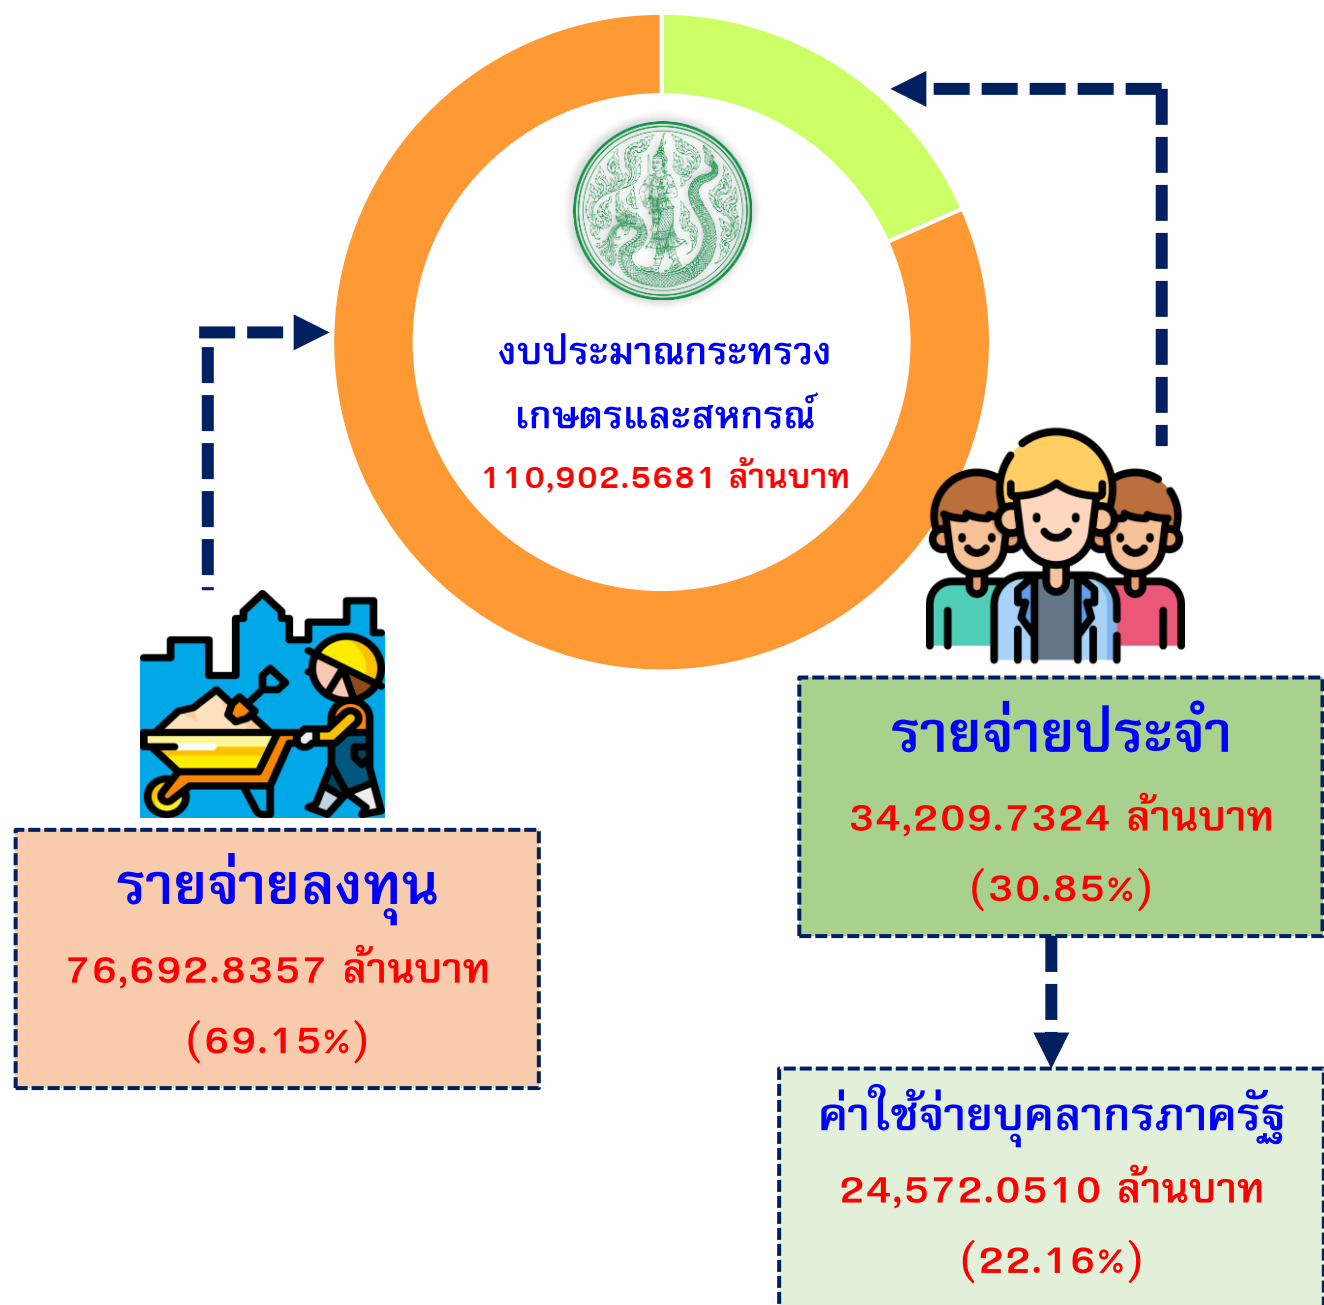 งบประมาณกระทรวง
เกษตรและสหกรณ์
110,902.5681 ล้านบาท
รายจ่ายประจำ
34,209.7324 ล้านบาท
(30.85%)
รายจ่ายลงทุน
76,692.8357 ล้านบาท
(69.15%)
ค่าใช้จ่ายบุคลากรภาครัฐ
24,572.0510 ล้านบาท
(22.16%)